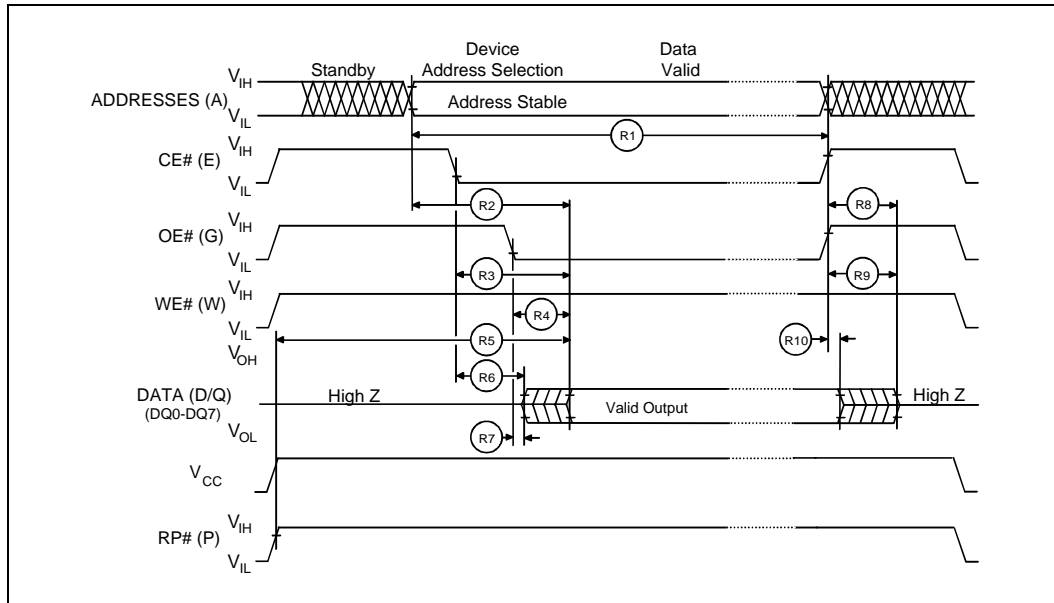 Device
Data
V_IH
Standby
Address Selection
Valid
ADDRESSES (A)
Address Stable
V_IL
R1
V_IH
CE# (E)
V_IL
R2
R8
V_IH
OE# (G)
V_IL
R3
R9
V_IH
WE# (W)
R4
V_IL
R5
R10
V_OH
R6
DATA (D/Q)
High Z
High Z
(DQ0-DQ7)
Valid Output
V_OL
R7
V_CC
V_IH
RP# (P)
V_IL